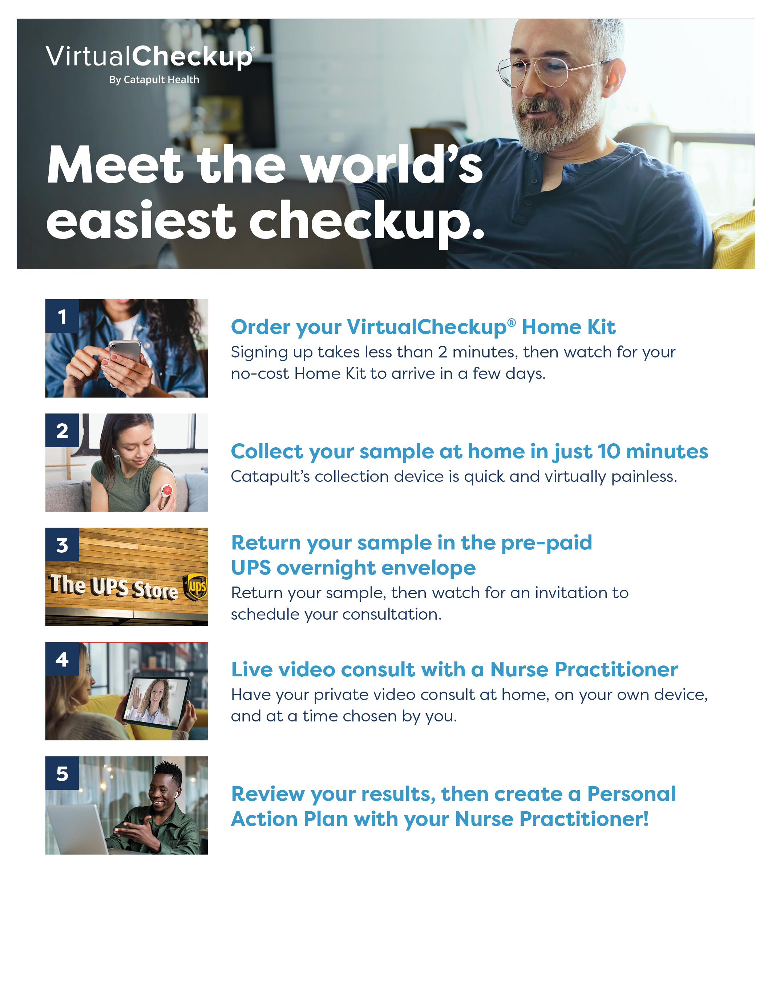 VirtualCheckup®
By Catapult Health
Meet the world’s
easiest checkup.
1
Order your VirtualCheckup® Home Kit
Signing up takes less than 2 minutes, then watch for your
no-cost Home Kit to arrive in a few days.
2
Collect your sample at home in just 10 minutes
Catapult’s collection device is quick and virtually painless.
3
The UPS Store ups
Return your sample in the pre-paid
UPS overnight envelope
Return your sample, then watch for an invitation to
schedule your consultation.
4
Live video consult with a Nurse Practitioner
Have your private video consult at home, on your own device,
and at a time chosen by you.
5
Review your results, then create a Personal
Action Plan with your Nurse Practitioner!